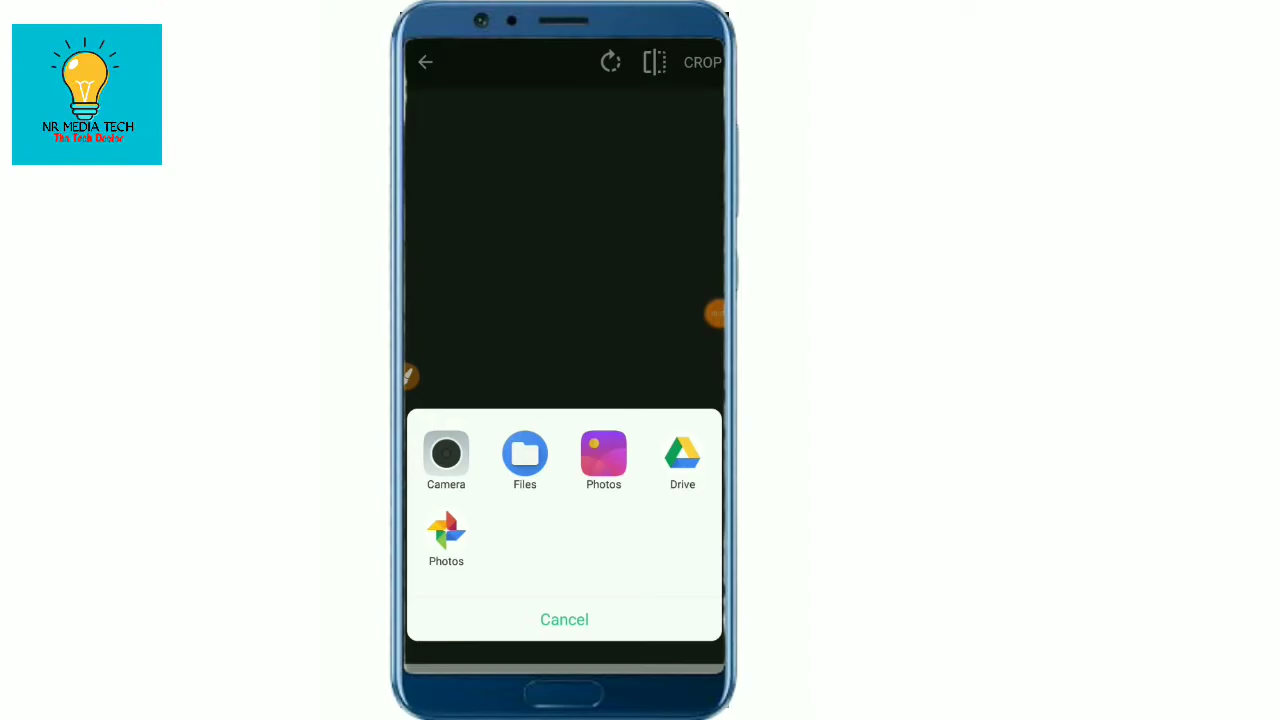 NR MEDIA TECH
The Tech Doctor
CROP
Camera
Files
Photos
Drive
Photos
Cancel